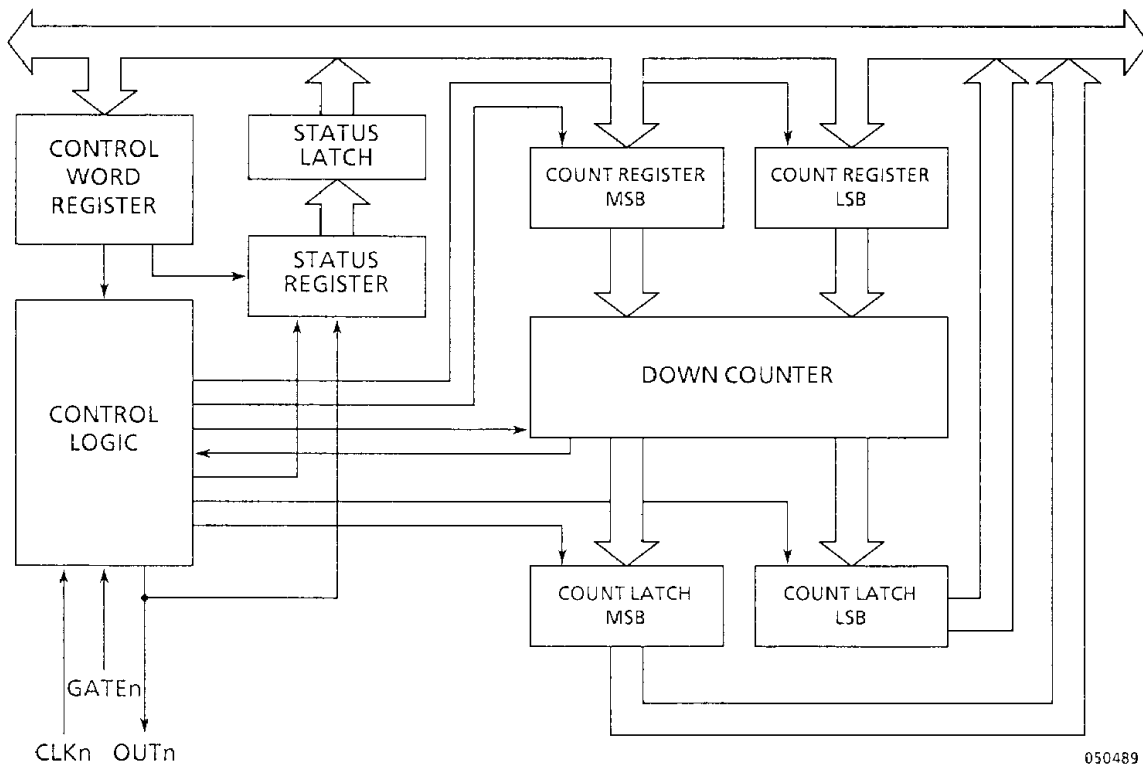 CONTROL
WORD
REGISTER
STATUS
LATCH
STATUS
REGISTER
COUNT REGISTER
MSB
COUNT REGISTER
LSB
CONTROL
LOGIC
DOWN COUNTER
COUNT LATCH
MSB
COUNT LATCH
LSB
GATEn
CLKn
OUTn
050489